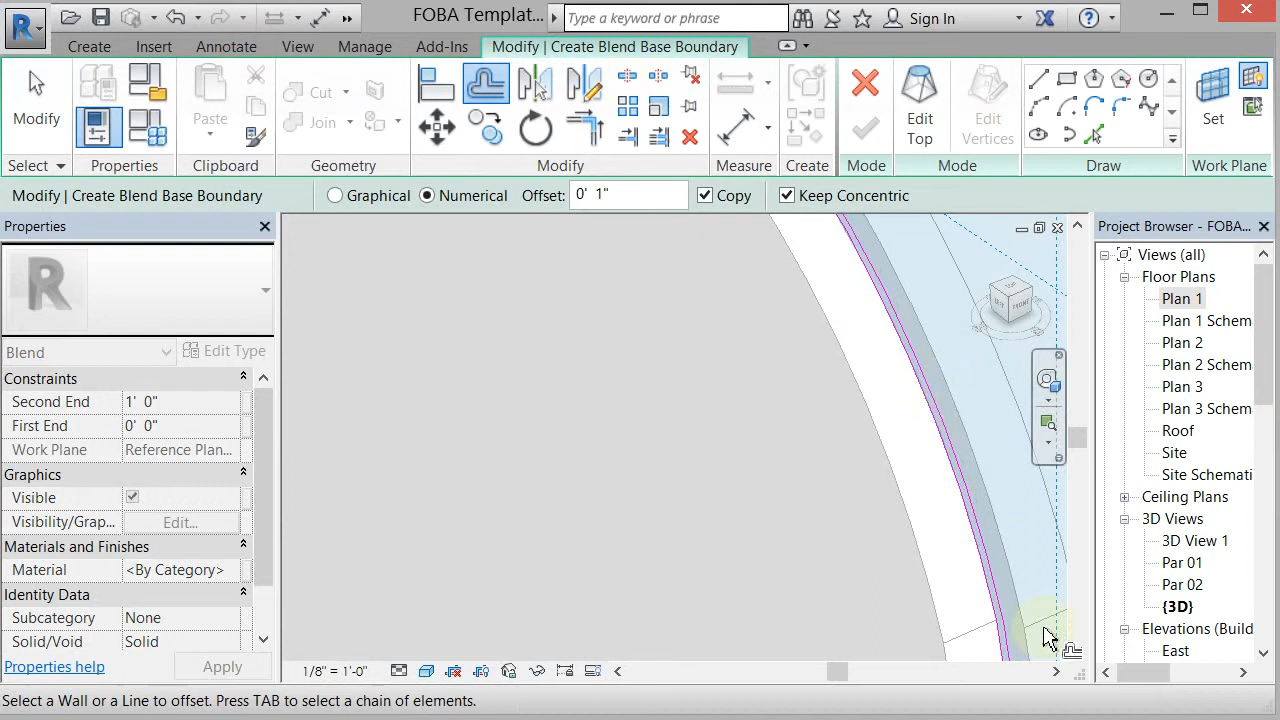 FOBA Templat...
Type a keyword or phrase
Sign In
Create Insert Annotate View Manage Add-Ins Modify | Create Blend Base Boundary
Modify
Paste
Cut
Join
Edit Top
Edit Vertices
Set
Select Properties Clipboard Geometry Modify Measure Create Mode Mode Draw Work Plane
Modify | Create Blend Base Boundary Graphical Numerical Offset: 0' 1" Copy Keep Concentric
Properties
R
Blend
Edit Type
Constraints
Second End 1' 0"
First End 0' 0"
Work Plane Reference Plan...
Graphics
Visible
Visibility/Grap... Edit...
Materials and Finishes
Material <By Category>
Identity Data
Subcategory None
Solid/Void Solid
Properties help
Apply
TOP
LEFT
FRONT
1/8" = 1'-0"
Project Browser - FOBA...
Views (all)
Floor Plans
Plan 1
Plan 1 Schem
Plan 2
Plan 2 Schem
Plan 3
Plan 3 Schem
Roof
Site
Site Schemati
Ceiling Plans
3D Views
3D View 1
Par 01
Par 02
{3D}
Elevations (Build
East
Select a Wall or a Line to offset. Press TAB to select a chain of elements.